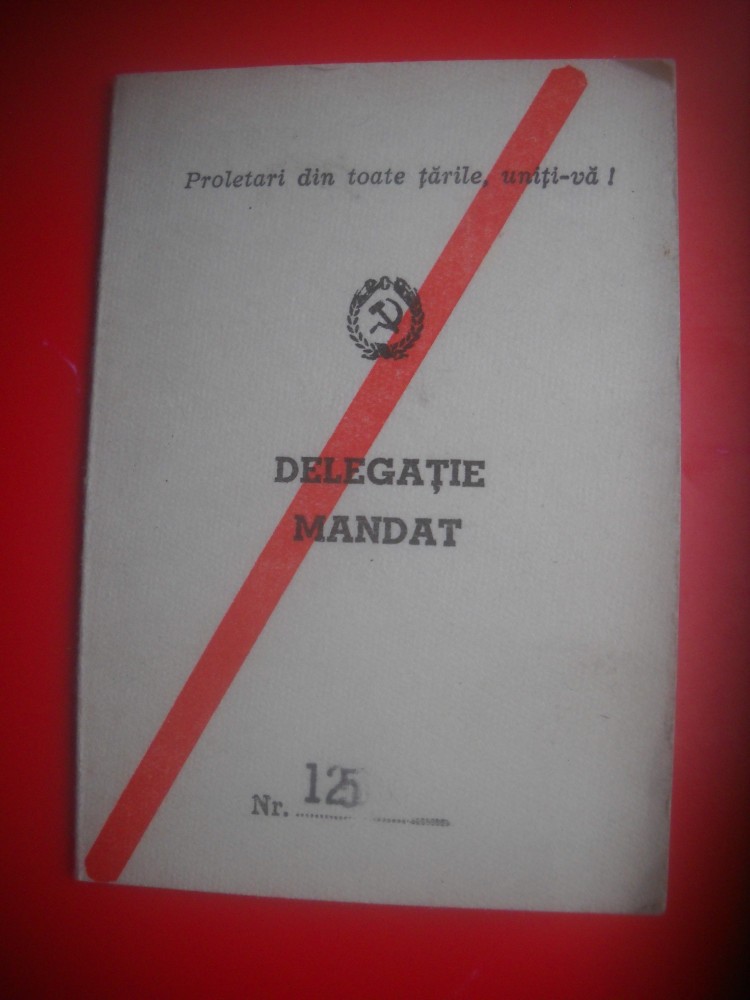 Proletari din toate țările, uniți-vă !
DELEGAȚIE
MANDAT
Nr. 125